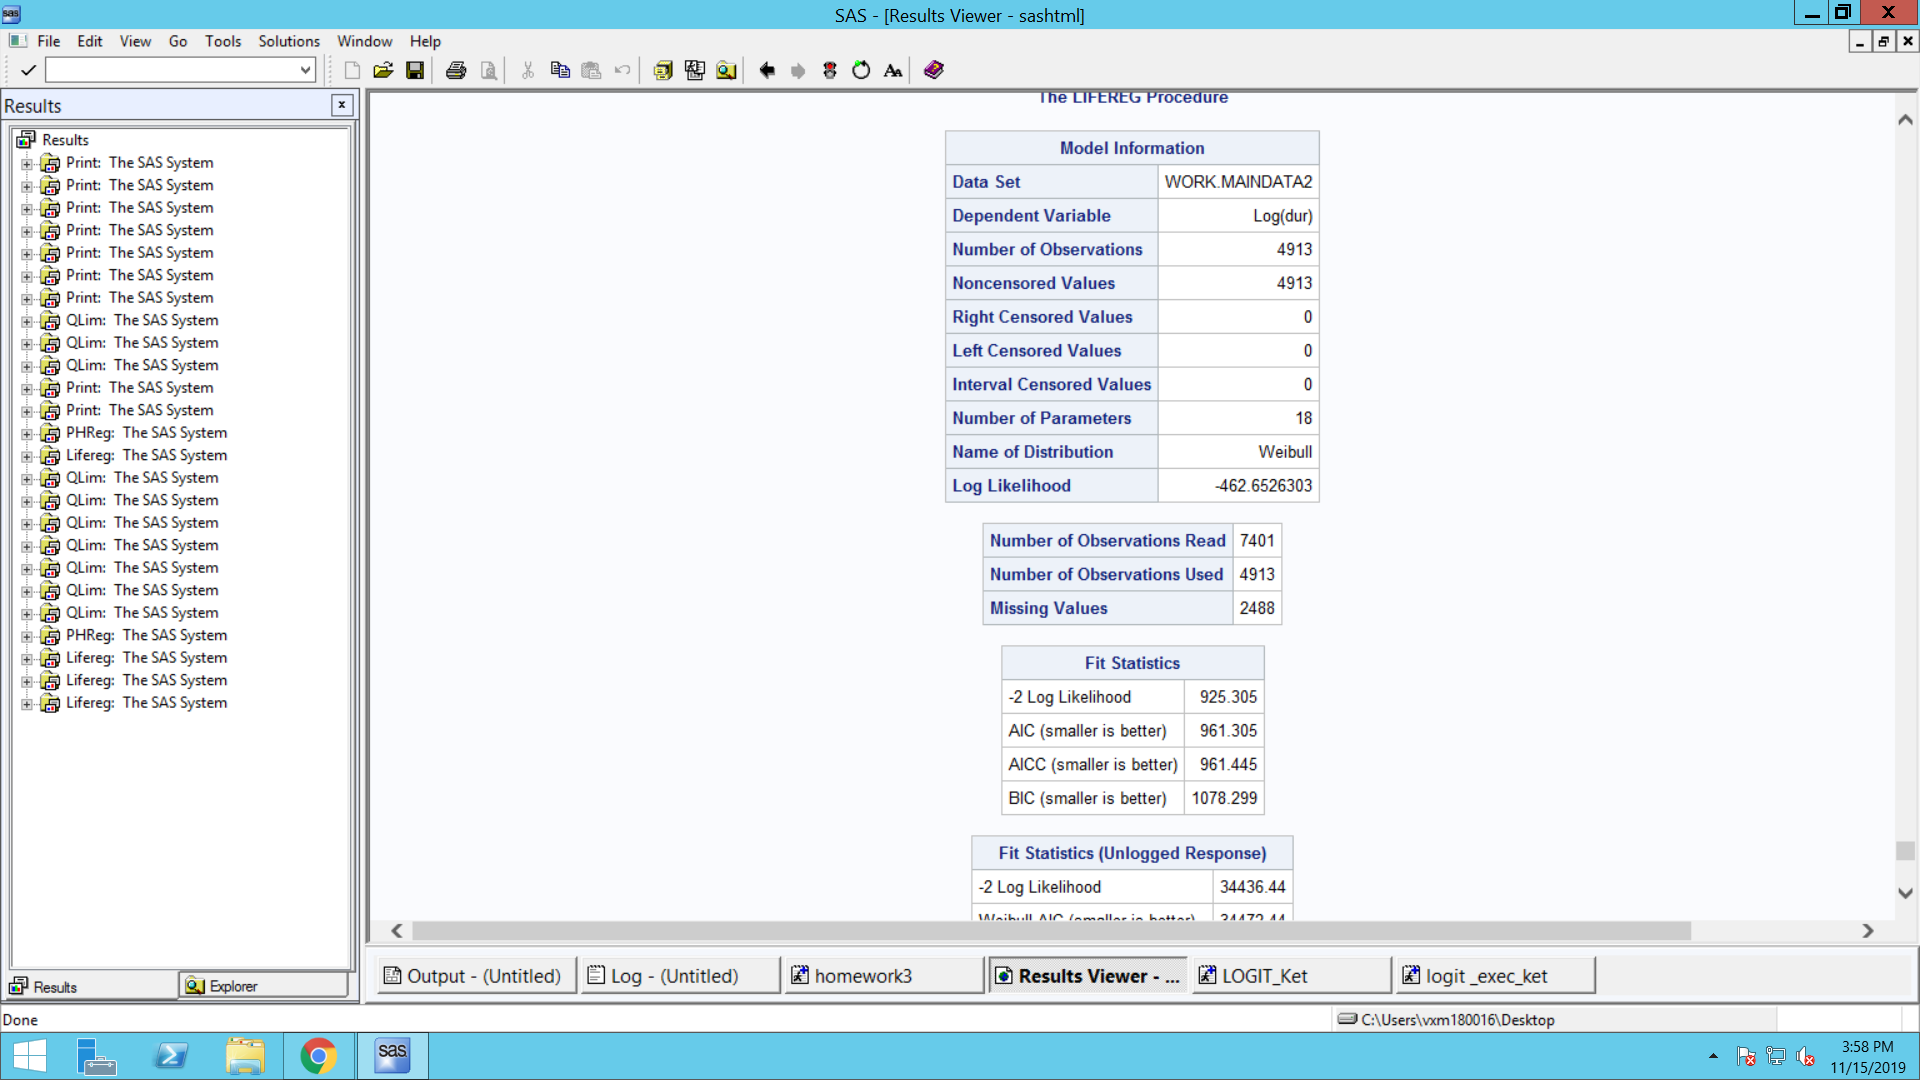 SAS - [Results Viewer - sashtml]
File Edit View Go Tools Solutions Window Help
Results
Results
Print: The SAS System
Print: The SAS System
Print: The SAS System
Print: The SAS System
Print: The SAS System
Print: The SAS System
Print: The SAS System
QLim: The SAS System
QLim: The SAS System
QLim: The SAS System
Print: The SAS System
Print: The SAS System
PHReg: The SAS System
Lifereg: The SAS System
QLim: The SAS System
QLim: The SAS System
QLim: The SAS System
QLim: The SAS System
QLim: The SAS System
QLim: The SAS System
QLim: The SAS System
PHReg: The SAS System
Lifereg: The SAS System
Lifereg: The SAS System
Lifereg: The SAS System
Results Explorer
The LIFEREG Procedure
Model Information
Data Set WORK.MAINDATA2
Dependent Variable Log(dur)
Number of Observations 4913
Noncensored Values 4913
Right Censored Values 0
Left Censored Values 0
Interval Censored Values 0
Number of Parameters 18
Name of Distribution Weibull
Log Likelihood -462.6526303
Number of Observations Read 7401
Number of Observations Used 4913
Missing Values 2488
Fit Statistics
-2 Log Likelihood 925.305
AIC (smaller is better) 961.305
AICC (smaller is better) 961.445
BIC (smaller is better) 1078.299
Fit Statistics (Unlogged Response)
-2 Log Likelihood 34436.44
Weibull AIC (smaller is better) 34472.44
Output - (Untitled) Log - (Untitled) homework3 Results Viewer - ... LOGIT_Ket logit _exec_ket
Done C:\Users\vxm180016\Desktop
sas
3:58 PM
11/15/2019